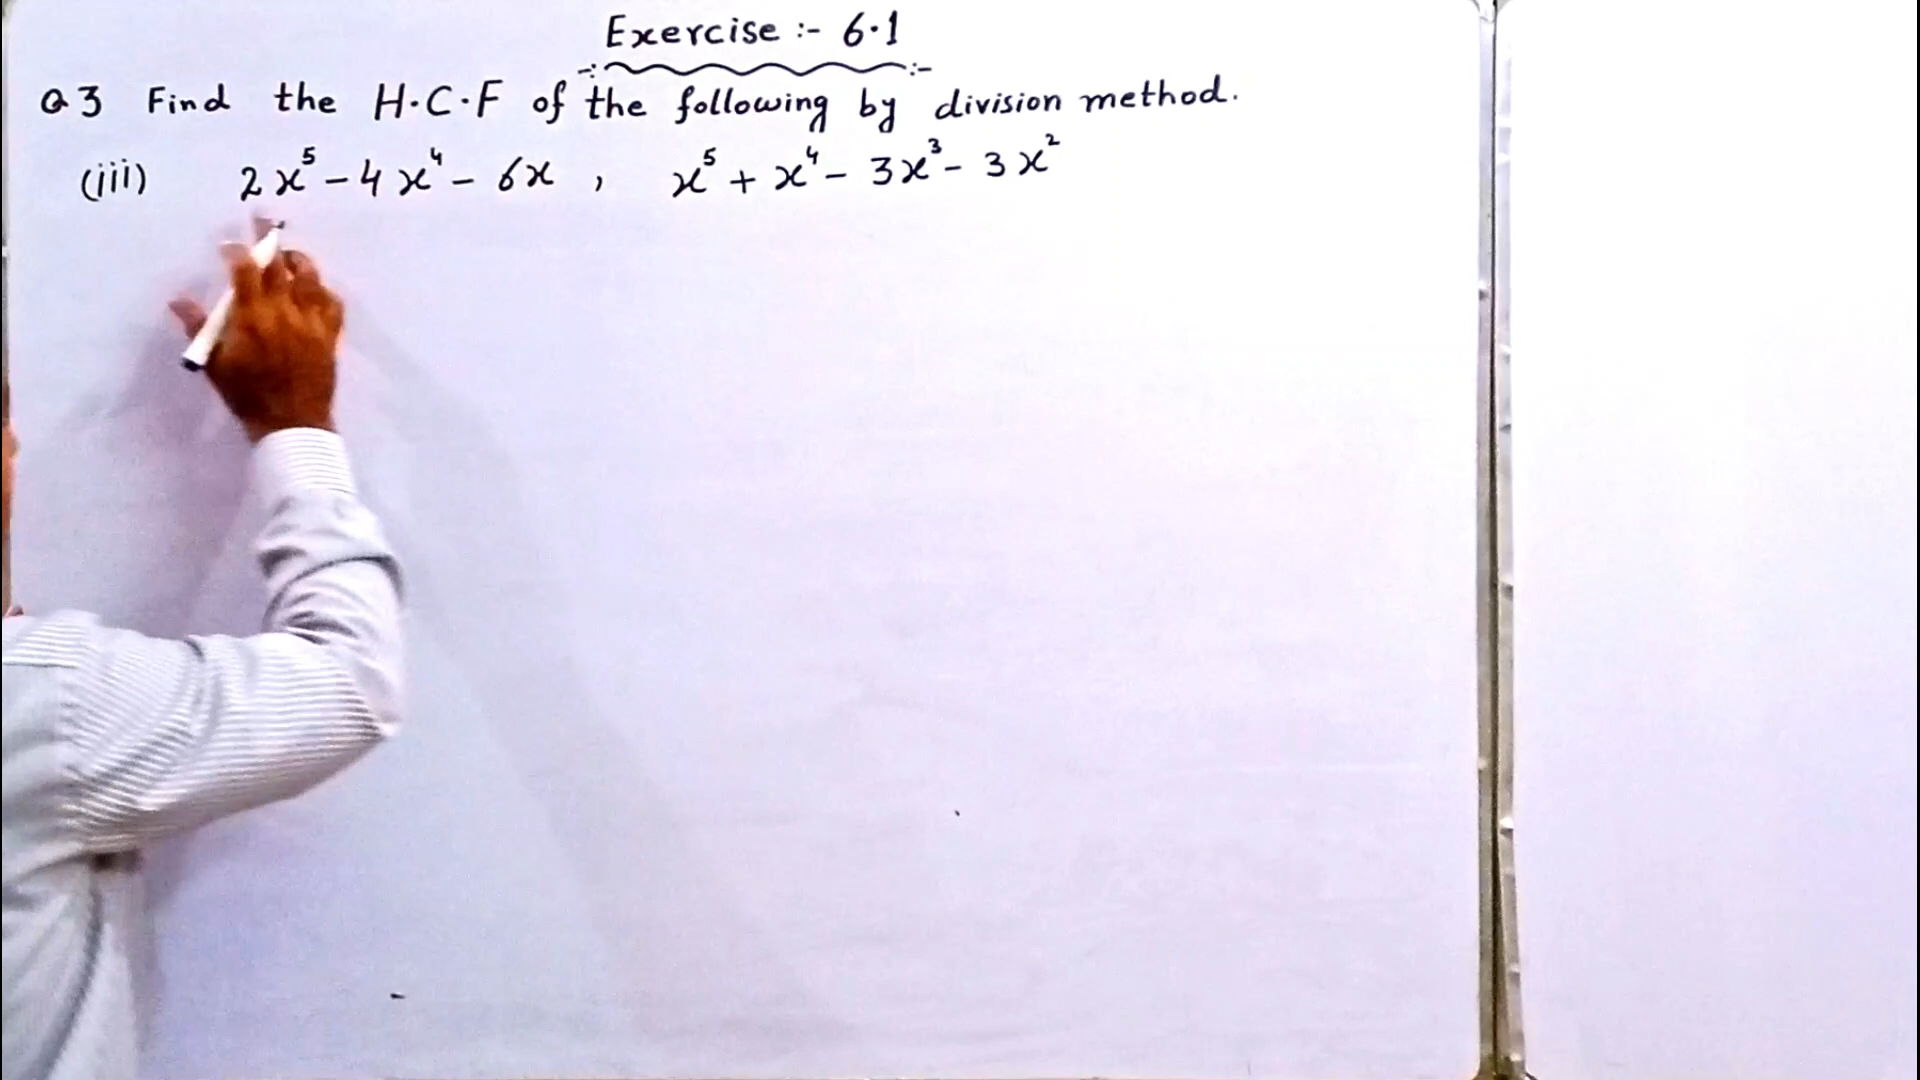 Exercise :- 6.1
Q3 Find the H.C.F of the following by division method.
(iii) 2x⁵ - 4x⁴ - 6x , x⁵ + x⁴ - 3x³ - 3x²